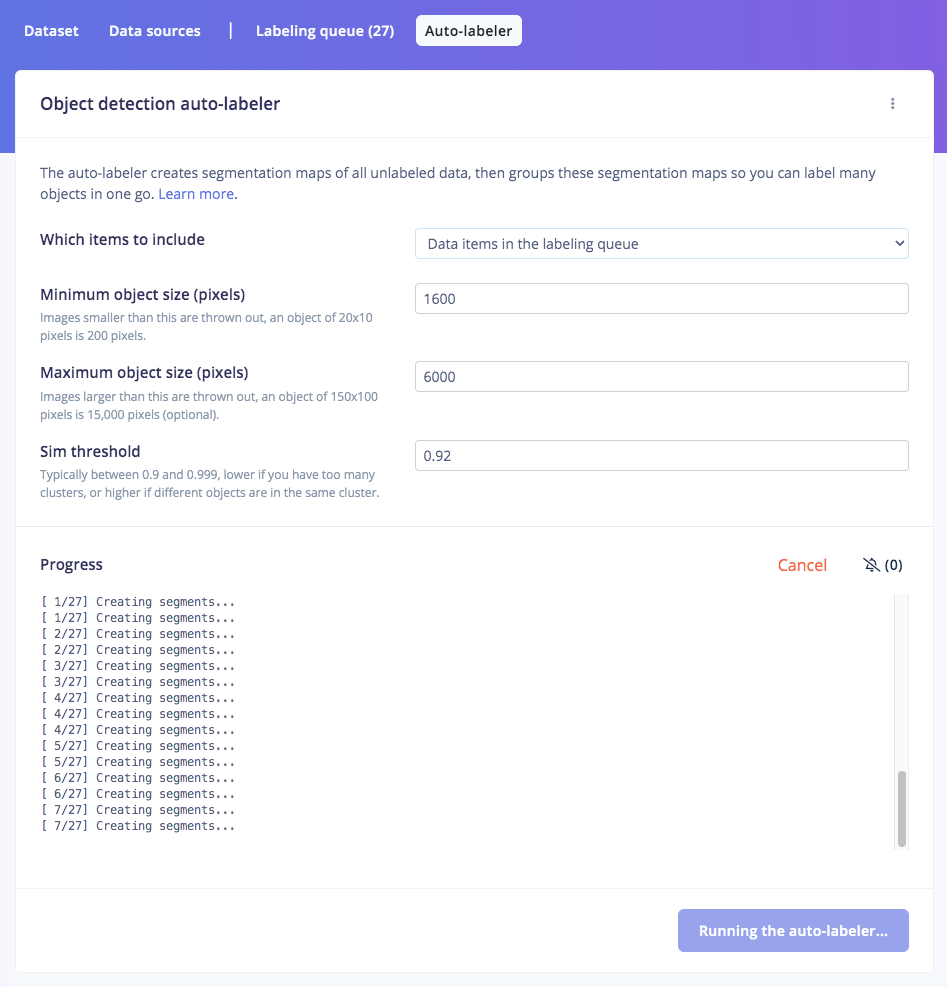 Dataset Data sources | Labeling queue (27) Auto-labeler
Object detection auto-labeler
The auto-labeler creates segmentation maps of all unlabeled data, then groups these segmentation maps so you can label many
objects in one go. Learn more.
Which items to include
Data items in the labeling queue
Minimum object size (pixels)
1600
Images smaller than this are thrown out, an object of 20x10
pixels is 200 pixels.
Maximum object size (pixels)
6000
Images larger than this are thrown out, an object of 150x100
pixels is 15,000 pixels (optional).
Sim threshold
0.92
Typically between 0.9 and 0.999, lower if you have too many
clusters, or higher if different objects are in the same cluster.
Progress
Cancel
(0)
[ 1/27] Creating segments...
[ 1/27] Creating segments...
[ 2/27] Creating segments...
[ 2/27] Creating segments...
[ 3/27] Creating segments...
[ 3/27] Creating segments...
[ 4/27] Creating segments...
[ 4/27] Creating segments...
[ 4/27] Creating segments...
[ 5/27] Creating segments...
[ 5/27] Creating segments...
[ 6/27] Creating segments...
[ 6/27] Creating segments...
[ 7/27] Creating segments...
[ 7/27] Creating segments...
Running the auto-labeler...